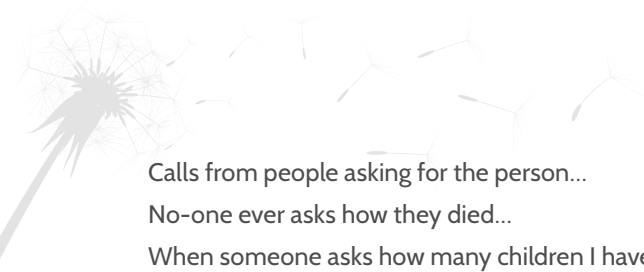 Calls from people asking for the person...
No-one ever asks how they died...
When someone asks how many children I have